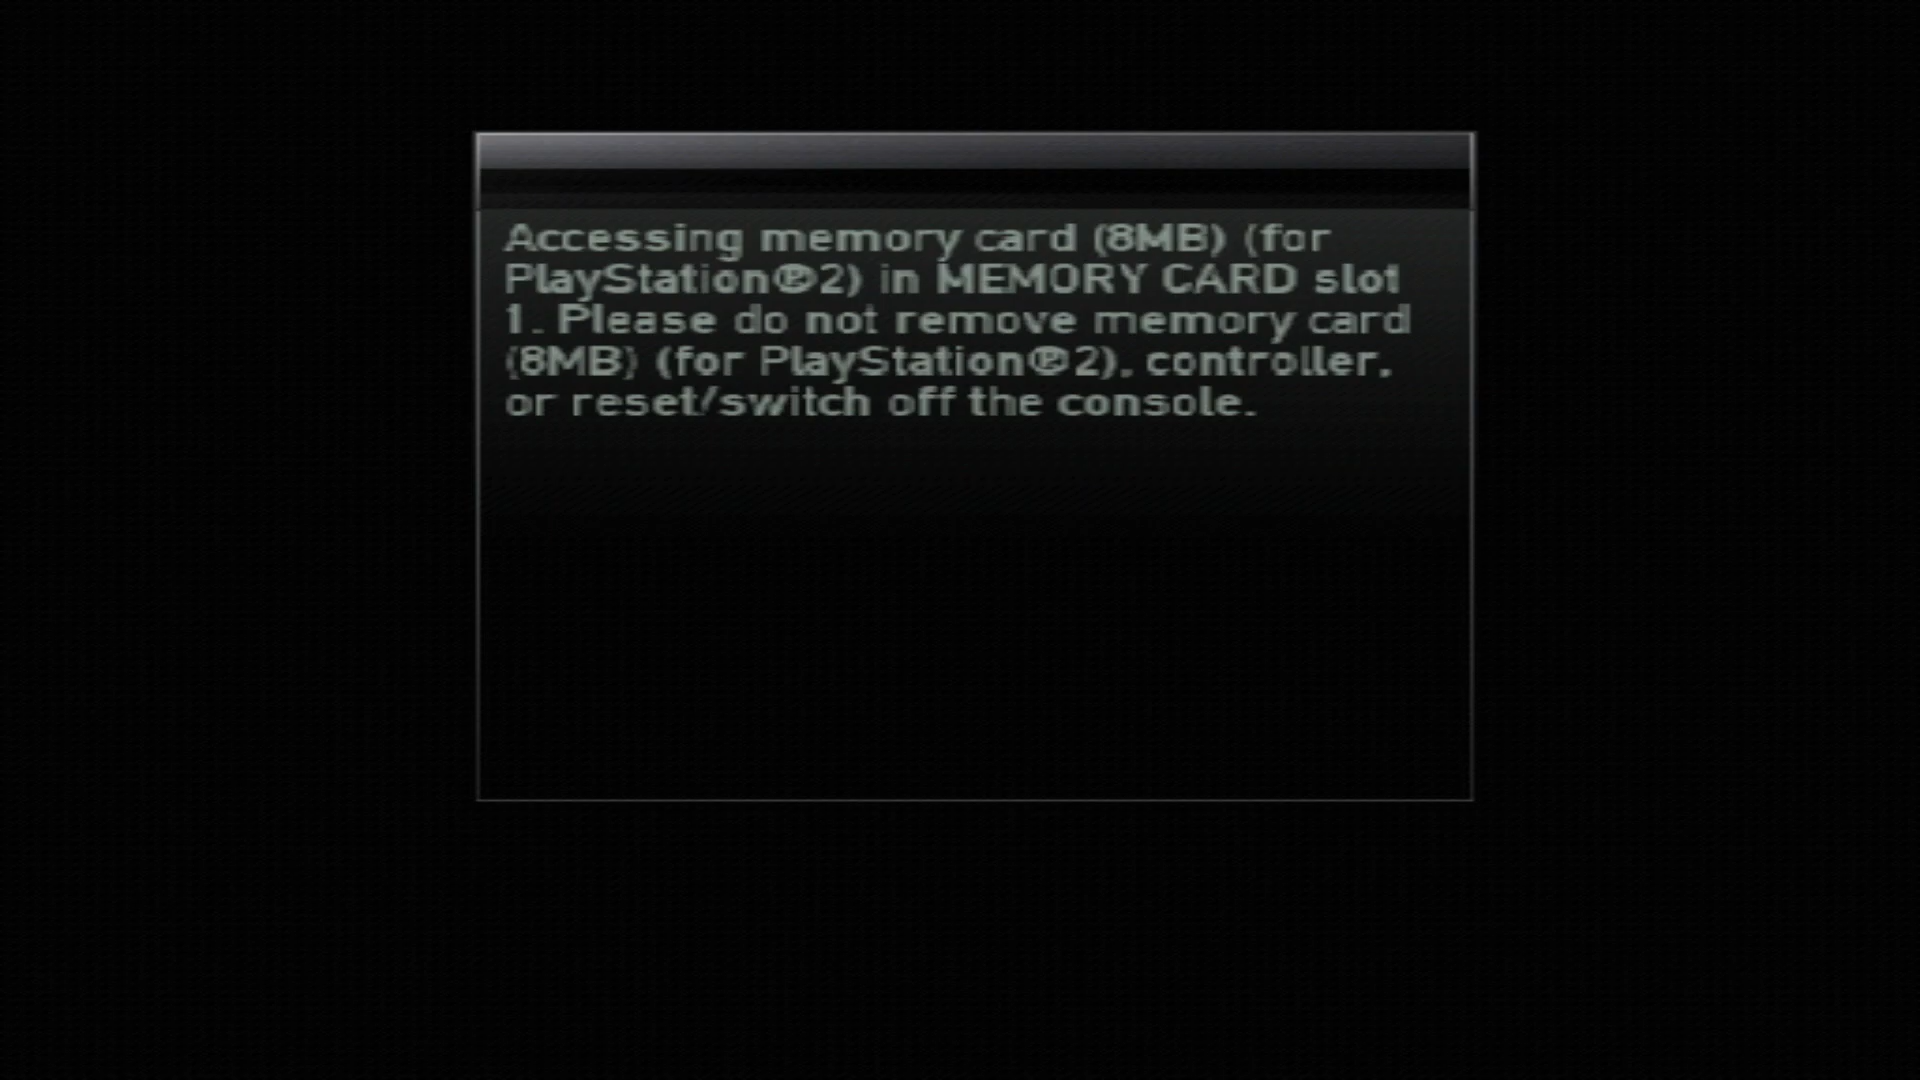 Accessing memory card (8MB) (for
PlayStation®2) in MEMORY CARD slot
1. Please do not remove memory card
(8MB) (for PlayStation®2), controller,
or reset/switch off the console.